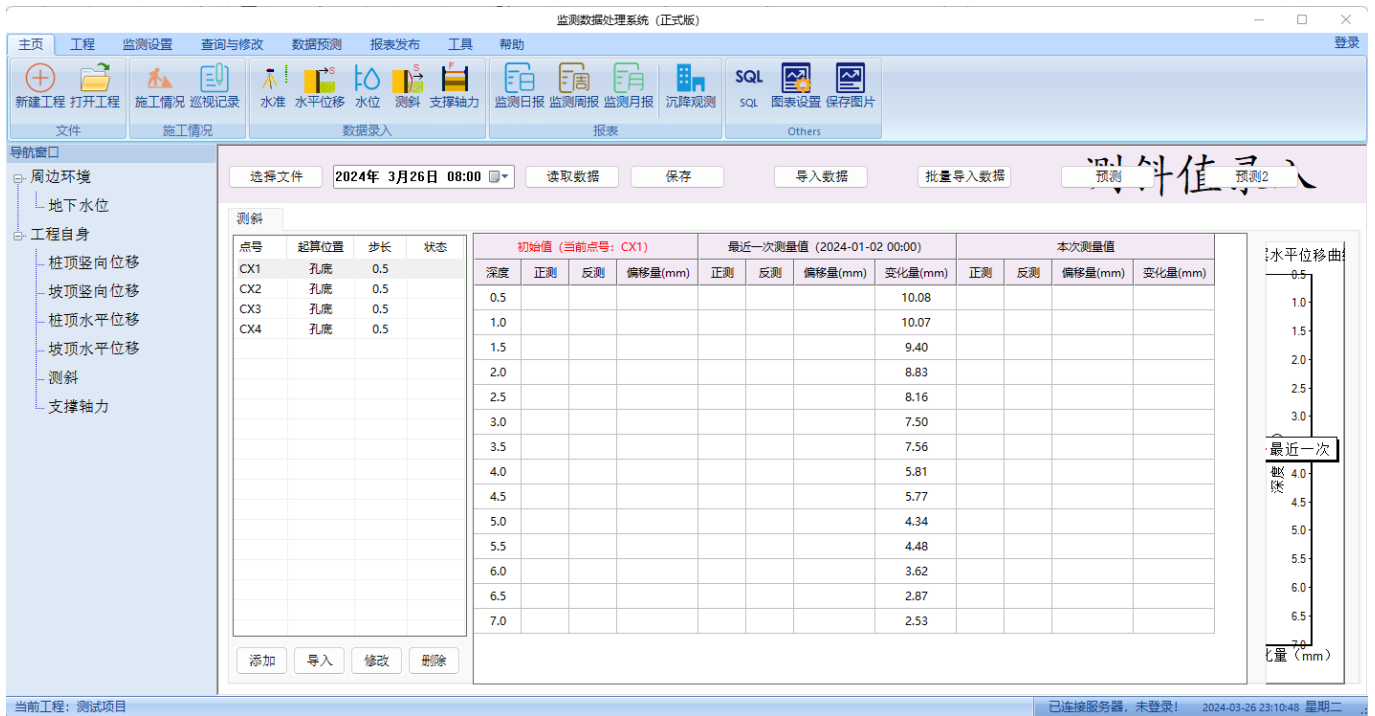 监测数据处理系统（正式版）
主页 工程 监测设置 查询与修改 数据预测 报表发布 工具 帮助 登录
新建工程 打开工程 施工情况 巡视记录 水准 水平位移 水位 测斜 支撑轴力 监测日报 监测周报 监测月报 沉降观测 SQL 图表设置 保存图片
文件 施工情况 数据录入 报表 Others
导航窗口
周边环境
地下水位
工程自身
桩顶竖向位移
坡顶竖向位移
桩顶水平位移
坡顶水平位移
测斜
支撑轴力
测斜值录入
选择文件 2024年 3月26日 08:00 读取数据 保存 导入数据 批量导入数据 预测 预测2
测斜
点号 起算位置 步长 状态
CX1 孔底 0.5
CX2 孔底 0.5
CX3 孔底 0.5
CX4 孔底 0.5
添加 导入 修改 删除
初始值（当前点号：CX1） 最近一次测量值（2024-01-02 00:00） 本次测量值
深度 正测 反测 偏移量(mm) 正测 反测 偏移量(mm) 变化量(mm) 正测 反测 偏移量(mm) 变化量(mm)
0.5 10.08
1.0 10.07
1.5 9.40
2.0 8.83
2.5 8.16
3.0 7.50
3.5 7.56
4.0 5.81
4.5 5.77
5.0 4.34
5.5 4.48
6.0 3.62
6.5 2.87
7.0 2.53
水平位移曲
0.5
1.0
1.5
2.0
2.5
3.0
最近一次
深度
4.0
4.5
5.0
5.5
6.0
6.5
7.0
化量（mm）
当前工程：测试项目 已连接服务器，未登录！ 2024-03-26 23:10:48 星期二